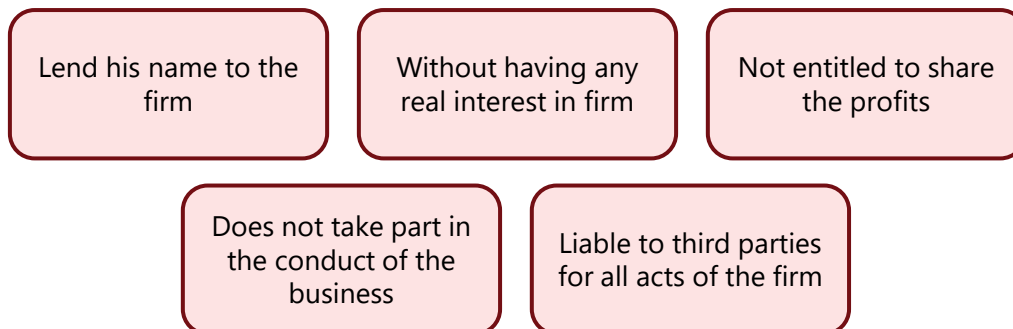 Lend his name to the
firm
Without having any
real interest in firm
Not entitled to share
the profits
Does not take part in
the conduct of the
business
Liable to third parties
for all acts of the firm